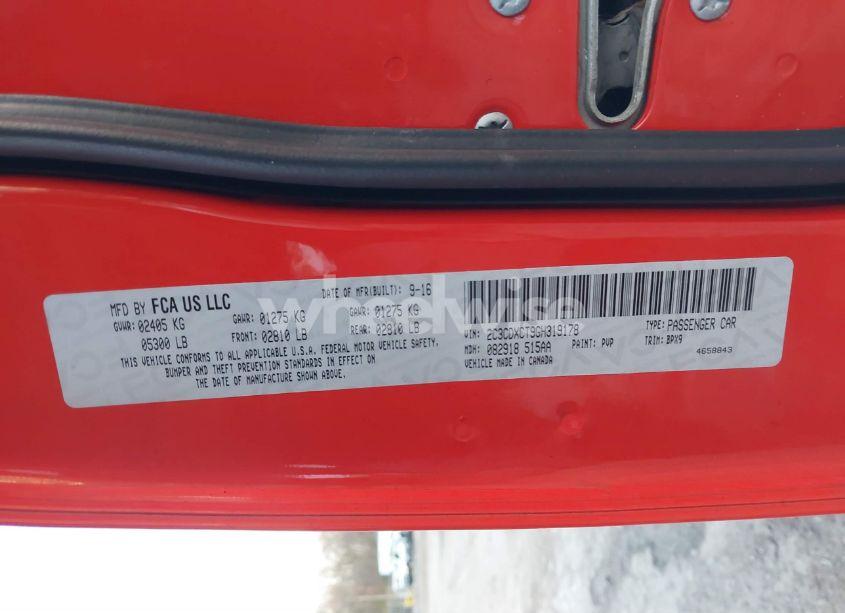 MFD BY FCA US LLC
DATE OF MFR(BUILT): 9-16
GVWR: 02405 KG
GAWR: 01275 KG
GAWR: 01275 KG
05300 LB
FRONT: 02810 LB
REAR: 02810 LB
THIS VEHICLE CONFORMS TO ALL APPLICABLE U.S.A. FEDERAL MOTOR VEHICLE SAFETY,
BUMPER AND THEFT PREVENTION STANDARDS IN EFFECT ON
THE DATE OF MANUFACTURE SHOWN ABOVE.
VIN: 2C3CDXCT9GH319178
TYPE: PASSENGER CAR
MDH: 082918 515AA
PAINT: PVP
TRIM: BPX9
VEHICLE MADE IN CANADA
4658843